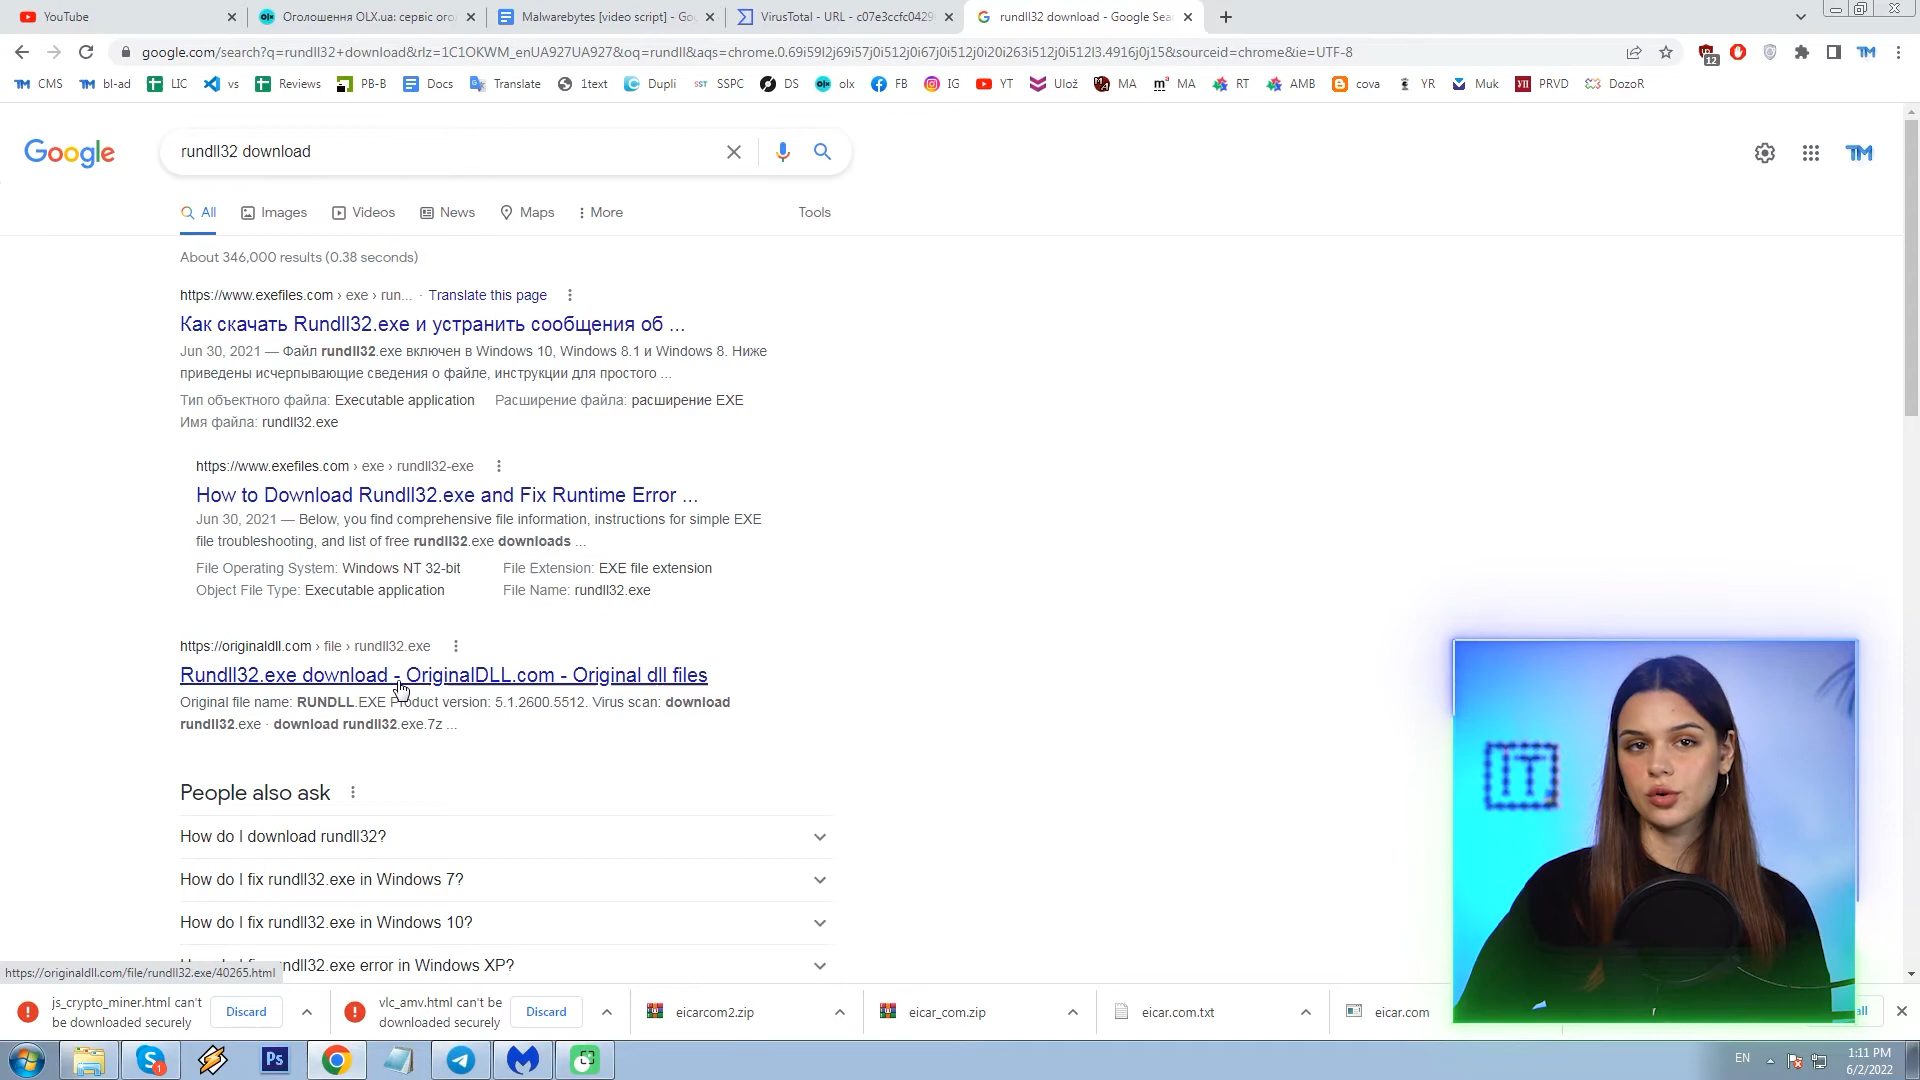 YouTube
Оголошення OLX.ua: сервіс ого
Malwarebytes [video script] - Go
VirusTotal - URL - c07e3ccfc0429
rundll32 download - Google Sea
google.com/search?q=rundll32+download&rlz=1C1OKWM_enUA927UA927&oq=rundll&aqs=chrome.0.69i59l2j69i57j0i512j0i67j0i512j0i20i263i512j0i512l3.4916j0j15&sourceid=chrome&ie=UTF-8
12
TM
TM CMS
TM bl-ad
LIC
vs
Reviews
PB-B
Docs
Translate
1text
Dupli
SST SSPC
DS
olx
FB
IG
YT
Ulož
MA
MA
RT
AMB
cova
YR
Muk
УП PRVD
DozoR
Google
rundll32 download
TM
All
Images
Videos
News
Maps
More
Tools
About 346,000 results (0.38 seconds)
https://www.exefiles.com › exe › run... · Translate this page
Как скачать Rundll32.exe и устранить сообщения об ...
Jun 30, 2021 — Файл rundll32.exe включен в Windows 10, Windows 8.1 и Windows 8. Ниже
приведены исчерпывающие сведения о файле, инструкции для простого ...
Тип объектного файла: Executable application Расширение файла: расширение EXE
Имя файла: rundll32.exe
https://www.exefiles.com › exe › rundll32-exe
How to Download Rundll32.exe and Fix Runtime Error ...
Jun 30, 2021 — Below, you find comprehensive file information, instructions for simple EXE
file troubleshooting, and list of free rundll32.exe downloads ...
File Operating System: Windows NT 32-bit File Extension: EXE file extension
Object File Type: Executable application File Name: rundll32.exe
https://originaldll.com › file › rundll32.exe
Rundll32.exe download - OriginalDLL.com - Original dll files
Original file name: RUNDLL.EXE Product version: 5.1.2600.5512. Virus scan: download
rundll32.exe · download rundll32.exe.7z ...
People also ask
How do I download rundll32?
How do I fix rundll32.exe in Windows 7?
How do I fix rundll32.exe in Windows 10?
ndll32.exe error in Windows XP?
https://originaldll.com/file/rundll32.exe/40265.html
IT
js_crypto_miner.html can't
be downloaded securely
Discard
vlc_amv.html can't be
downloaded securely
Discard
eicarcom2.zip
eicar_com.zip
eicar.com.txt
eicar.com
all
1
Ps
EN
1:11 PM
6/2/2022